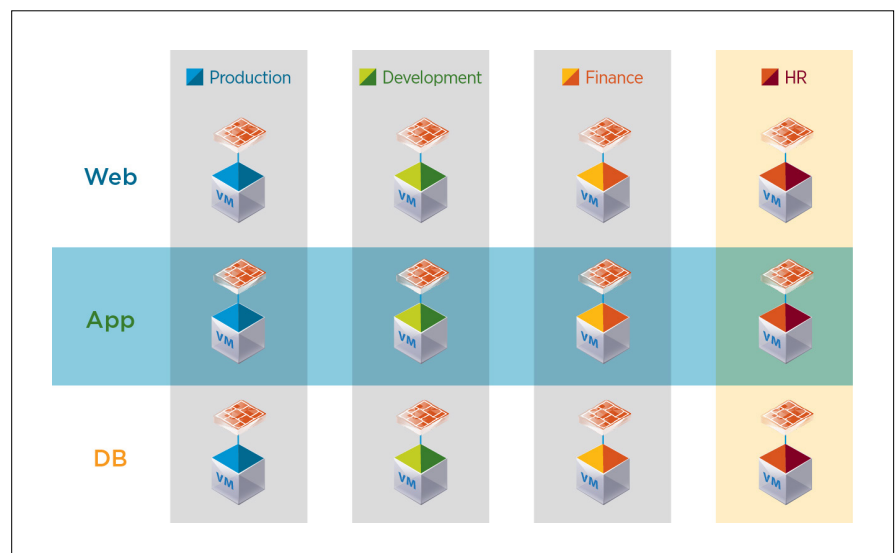 Production Development Finance HR
Web
VM VM VM VM
App
VM VM VM VM
DB
VM VM VM VM